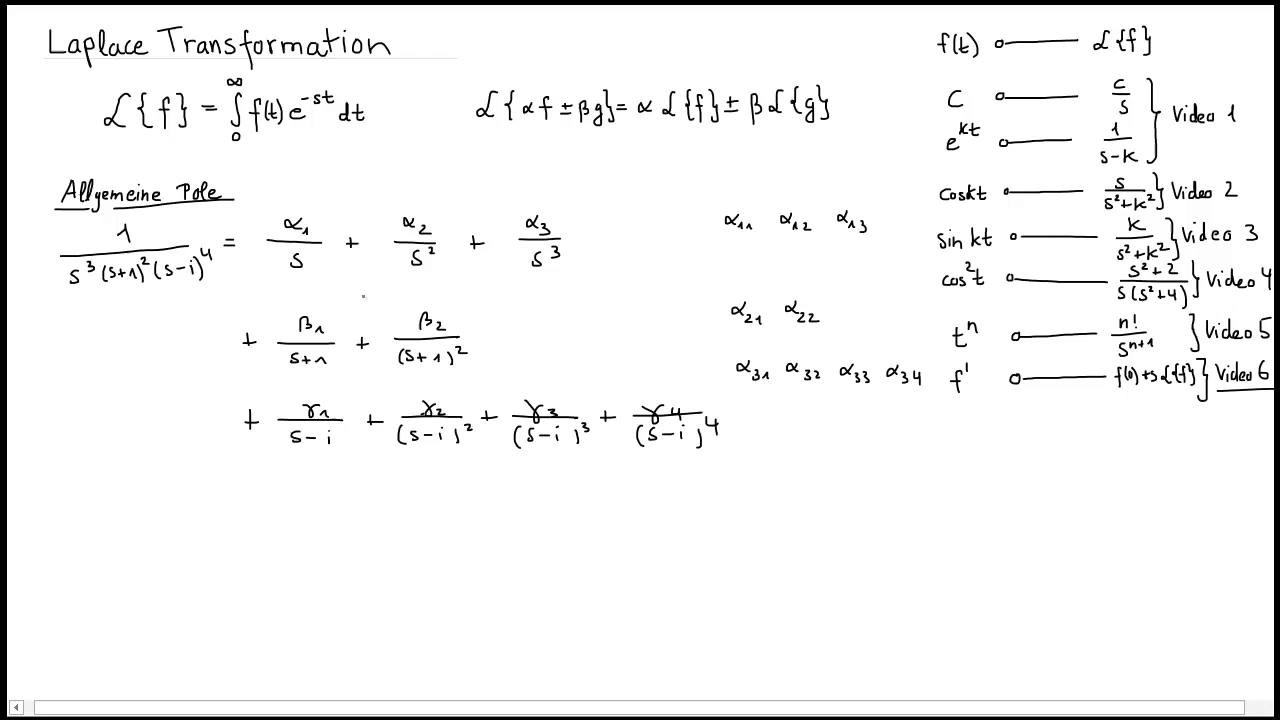 Laplace Transformation
ℒ{f} = ∫₀^∞ f(t) e^(-st) dt
ℒ{αf ± βg} = αℒ{f} ± βℒ{g}
Allgemeine Pole
1/(s³(s+1)²(s-i)⁴) = α₁/s + α₂/s² + α₃/s³
+ β₁/(s+1) + β₂/(s+1)²
+ γ₁/(s-i) + γ₂/(s-i)² + γ₃/(s-i)³ + γ₄/(s-i)⁴
α₁₁ α₁₂ α₁₃
α₂₁ α₂₂
α₃₁ α₃₂ α₃₃ α₃₄
f(t) ℒ{f}
C c/s
e^(kt) 1/(s-k) } Video 1
cos kt s/(s²+k²) } Video 2
sin kt k/(s²+k²) } Video 3
cos²t (s²+2)/(s(s²+4)) } Video 4
tⁿ n!/s^(n+1) } Video 5
f' f(0)+sℒ{f} } Video 6